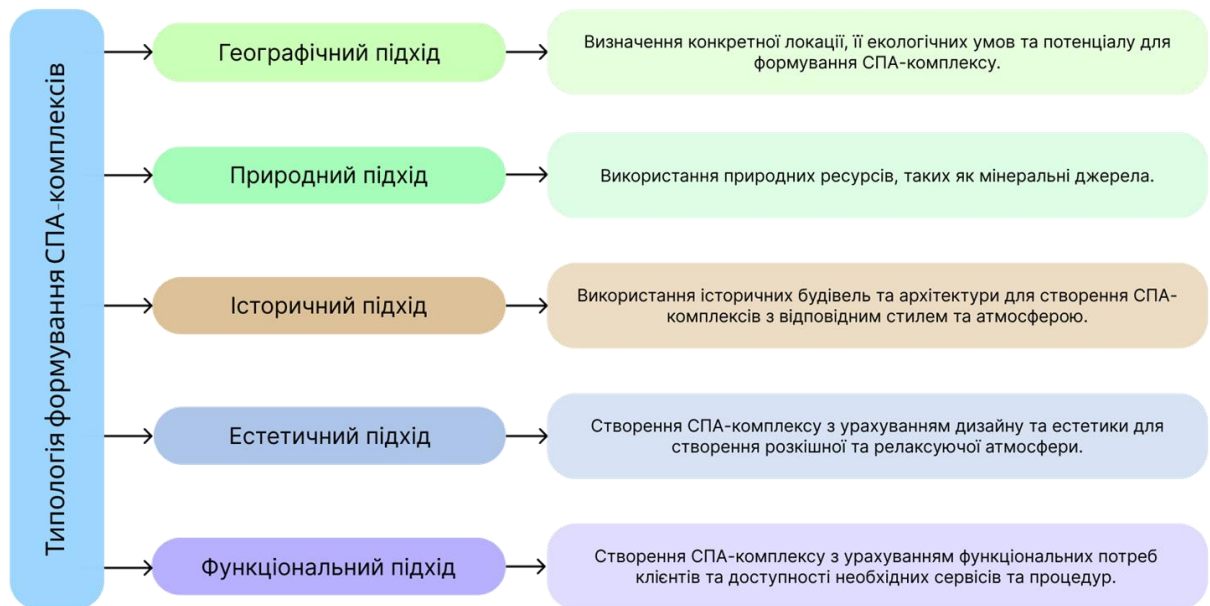 Типологія формування СПА-комплексів
Географічний підхід
Визначення конкретної локації, її екологічних умов та потенціалу для
формування СПА-комплексу.
Природний підхід
Використання природних ресурсів, таких як мінеральні джерела.
Історичний підхід
Використання історичних будівель та архітектури для створення СПА-
комплексів з відповідним стилем та атмосферою.
Естетичний підхід
Створення СПА-комплексу з урахуванням дизайну та естетики для
створення розкішної та релаксуючої атмосфери.
Функціональний підхід
Створення СПА-комплексу з урахуванням функціональних потреб
клієнтів та доступності необхідних сервісів та процедур.